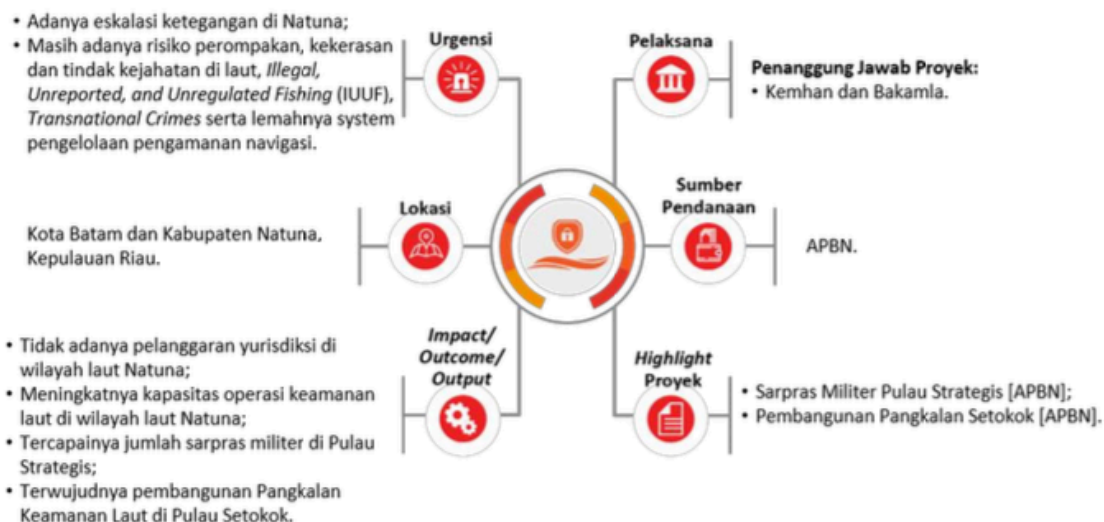 • Adanya eskalasi ketegangan di Natuna;
• Masih adanya risiko perompakan, kekerasan
dan tindak kejahatan di laut, Illegal,
Unreported, and Unregulated Fishing (IUUF),
Transnational Crimes serta lemahnya system
pengelolaan pengamanan navigasi.
Urgensi
Pelaksana
Penanggung Jawab Proyek:
• Kemhan dan Bakamla.
Lokasi
Kota Batam dan Kabupaten Natuna,
Kepulauan Riau.
Sumber
Pendanaan
APBN.
• Tidak adanya pelanggaran yurisdiksi di
wilayah laut Natuna;
• Meningkatnya kapasitas operasi keamanan
laut di wilayah laut Natuna;
• Tercapainya jumlah sarpras militer di Pulau
Strategis;
• Terwujudnya pembangunan Pangkalan
Keamanan Laut di Pulau Setokok.
Impact/
Outcome/
Output
Highlight
Proyek
• Sarpras Militer Pulau Strategis [APBN];
• Pembangunan Pangkalan Setokok [APBN].